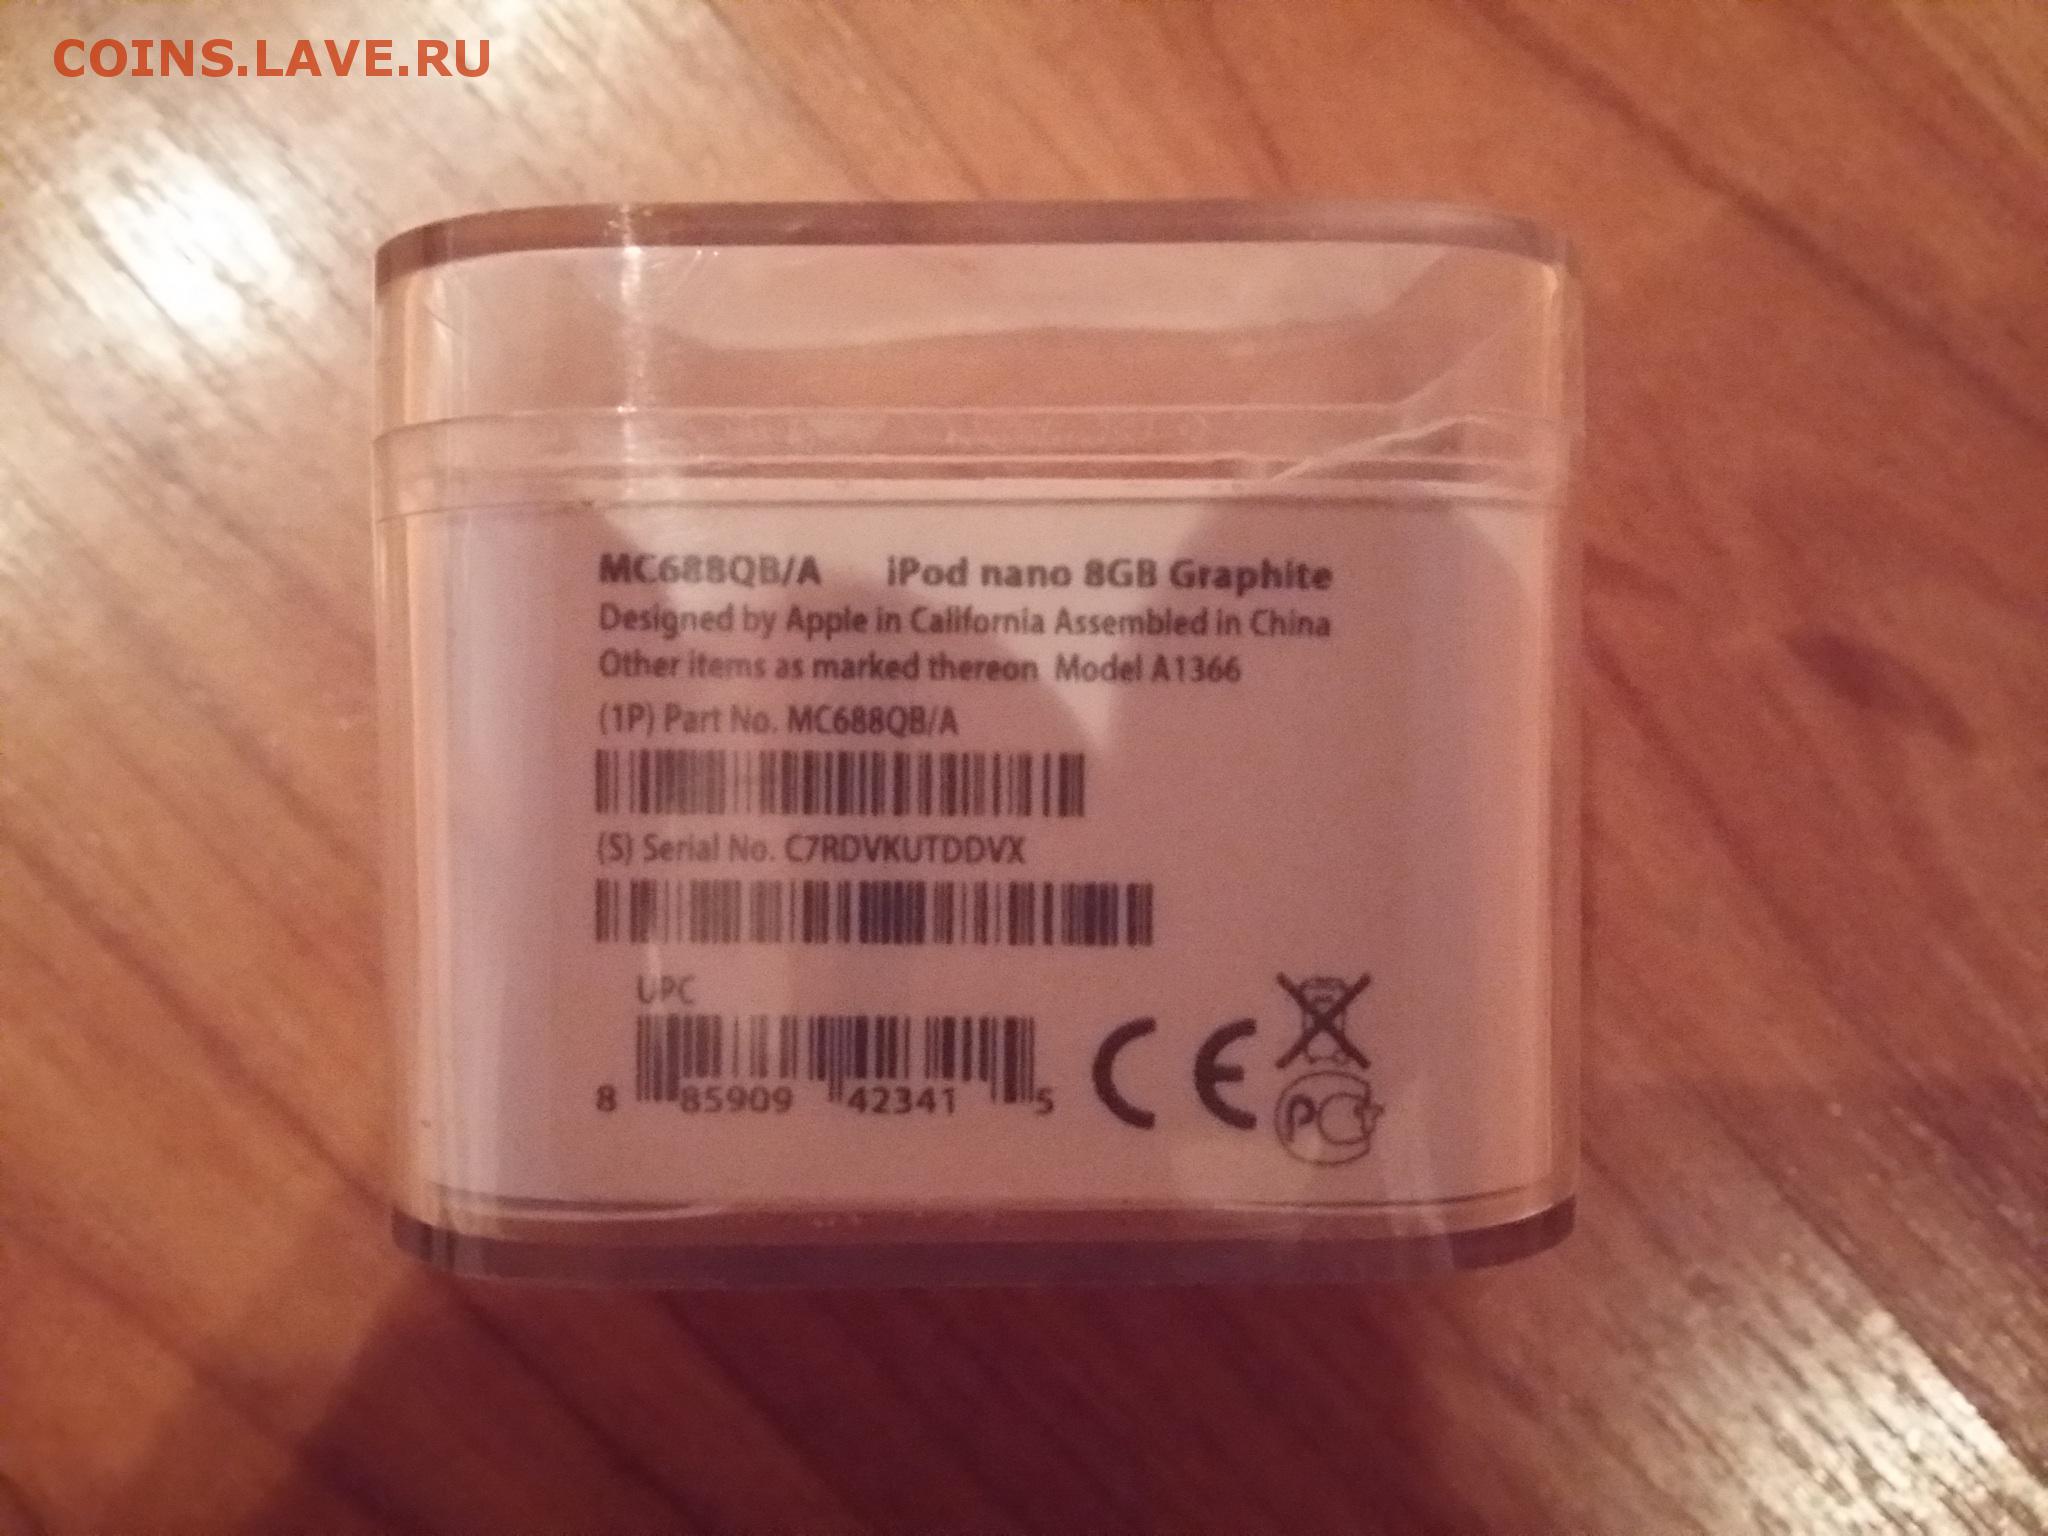 COINS.LAVE.RU
MC688QB/A iPod nano 8GB Graphite
Designed by Apple in California Assembled in China
Other items as marked thereon Model A1366
(1P) Part No. MC688QB/A
(S) Serial No. C7RDVKUTDDVX
UPC
8 85909 42341 5
CE
РСТ